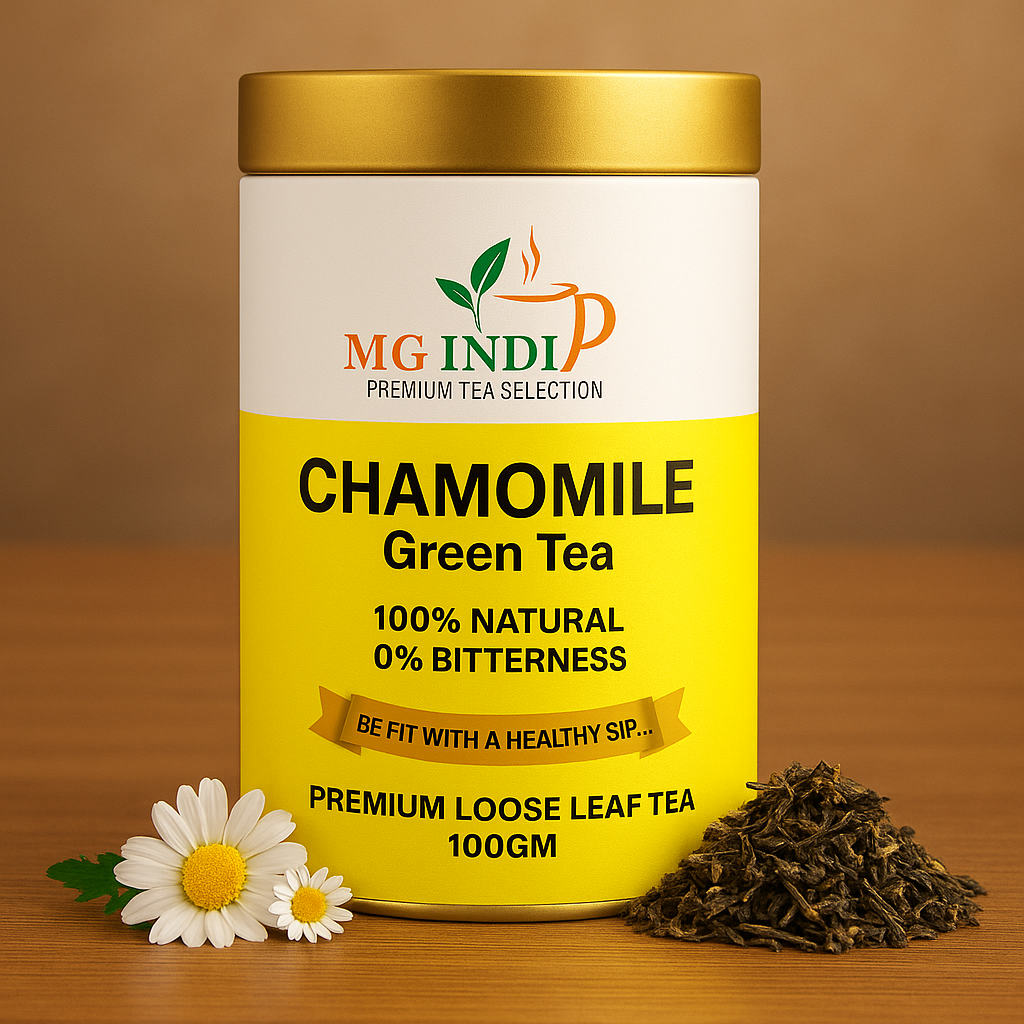 MG INDIP
PREMIUM TEA SELECTION
CHAMOMILE
Green Tea
100% NATURAL
0% BITTERNESS
BE FIT WITH A HEALTHY SIP...
PREMIUM LOOSE LEAF TEA
100GM